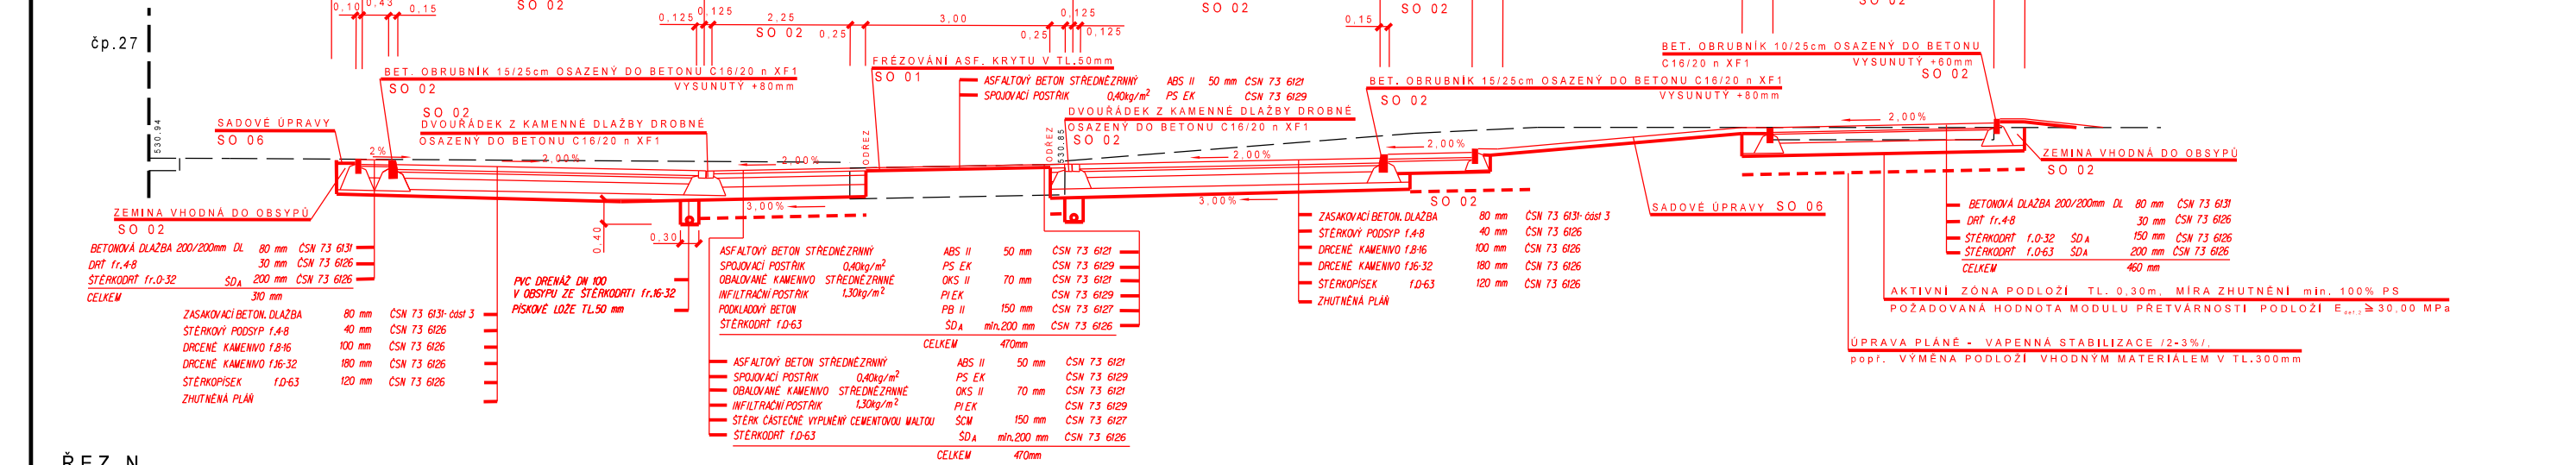 0,10
0,43
0,15
SO 02
0,125
0,125
2,25
SO 02
0,25
3,00
0,25
0,125
0,125
SO 02
0,15
SO 02
SO 02
čp.27
530.94
BET. OBRUBNÍK 15/25cm OSAZENÝ DO BETONU C16/20 n XF1
SO 02
VYSUNUTÝ +80mm
FRÉZOVÁNÍ ASF. KRYTU V TL.50mm
SO 01
ASFALTOVÝ BETON STŘEDNĚZRNNÝ ABS II 50 mm ČSN 73 6121
SPOJOVACÍ POSTŘIK 0,40kg/m² PS EK ČSN 73 6129
BET. OBRUBNÍK 15/25cm OSAZENÝ DO BETONU C16/20 n XF1
SO 02
VYSUNUTÝ +80mm
BET. OBRUBNÍK 10/25cm OSAZENÝ DO BETONU
C16/20 n XF1 VYSUNUTÝ +60mm
SO 02
SADOVÉ ÚPRAVY
SO 06
SO 02
DVOUŘÁDEK Z KAMENNÉ DLAŽBY DROBNÉ
OSAZENÝ DO BETONU C16/20 n XF1
DVOUŘÁDEK Z KAMENNÉ DLAŽBY DROBNÉ
OSAZENÝ DO BETONU C16/20 n XF1
SO 02
530.85
2%
2,00%
2,00%
2,00%
2,00%
2,00%
3,00%
3,00%
0,40
0,30
ZEMINA VHODNÁ DO OBSYPŮ
SO 02
ZEMINA VHODNÁ DO OBSYPŮ
SO 02
SO 02
SADOVÉ ÚPRAVY SO 06
BETONOVÁ DLAŽBA 200/200mm DL 80 mm ČSN 73 6131
DRŤ fr.4-8 30 mm ČSN 73 6126
ŠTĚRKODRŤ fr.0-32 ŠDA 200 mm ČSN 73 6126
CELKEM 310 mm
ZASAKOVACÍ BETON. DLAŽBA 80 mm ČSN 73 6131- část 3
ŠTĚRKOVÝ PODSYP f.4-8 40 mm ČSN 73 6126
DRCENÉ KAMENIVO f.8-16 100 mm ČSN 73 6126
DRCENÉ KAMENIVO f.16-32 180 mm ČSN 73 6126
ŠTĚRKOPÍSEK f.0-63 120 mm ČSN 73 6126
ZHUTNĚNÁ PLÁŇ
PVC DRENÁŽ DN 100
V OBSYPU ZE ŠTĚRKODRTI fr.16-32
PÍSKOVÉ LOŽE TL.50 mm
ASFALTOVÝ BETON STŘEDNĚZRNNÝ ABS II 50 mm ČSN 73 6121
SPOJOVACÍ POSTŘIK 0,40kg/m² PS EK ČSN 73 6129
OBALOVANÉ KAMENIVO STŘEDNĚZRNNÉ OKS II 70 mm ČSN 73 6121
INFILTRAČNÍ POSTŘIK 1,30kg/m² PI EK ČSN 73 6129
PODKLADOVÝ BETON PB II 150 mm ČSN 73 6127
ŠTĚRKODRŤ f.0-63 ŠDA min.200 mm ČSN 73 6126
CELKEM 470mm
ASFALTOVÝ BETON STŘEDNĚZRNNÝ ABS II 50 mm ČSN 73 6121
SPOJOVACÍ POSTŘIK 0,40kg/m² PS EK ČSN 73 6129
OBALOVANÉ KAMENIVO STŘEDNĚZRNNÉ OKS II 70 mm ČSN 73 6121
INFILTRAČNÍ POSTŘIK 1,30kg/m² PI EK ČSN 73 6129
ŠTĚRK ČÁSTEČNĚ VYPLNĚNÝ CEMENTOVOU MALTOU ŠCM 150 mm ČSN 73 6127
ŠTĚRKODRŤ f.0-63 ŠDA min.200 mm ČSN 73 6126
CELKEM 470mm
ZASAKOVACÍ BETON. DLAŽBA 80 mm ČSN 73 6131- část 3
ŠTĚRKOVÝ PODSYP f.4-8 40 mm ČSN 73 6126
DRCENÉ KAMENIVO f.8-16 100 mm ČSN 73 6126
DRCENÉ KAMENIVO f.16-32 180 mm ČSN 73 6126
ŠTĚRKOPÍSEK f.0-63 120 mm ČSN 73 6126
ZHUTNĚNÁ PLÁŇ
BETONOVÁ DLAŽBA 200/200mm DL 80 mm ČSN 73 6131
DRŤ fr.4-8 30 mm ČSN 73 6126
ŠTĚRKODRŤ f.0-32 ŠDA 150 mm ČSN 73 6126
ŠTĚRKODRŤ f.0-63 ŠDA 200 mm ČSN 73 6126
CELKEM 460 mm
AKTIVNÍ ZÓNA PODLOŽÍ TL. 0,30m, MÍRA ZHUTNĚNÍ min. 100% PS
POŽADOVANÁ HODNOTA MODULU PŘETVÁRNOSTI PODLOŽÍ Edef,2 ≧ 30,00 MPa
ÚPRAVA PLÁNĚ - VAPENNÁ STABILIZACE /2-3%/,
popř. VÝMĚNA PODLOŽÍ VHODNÝM MATERIÁLEM V TL.300mm
ŘEZ N